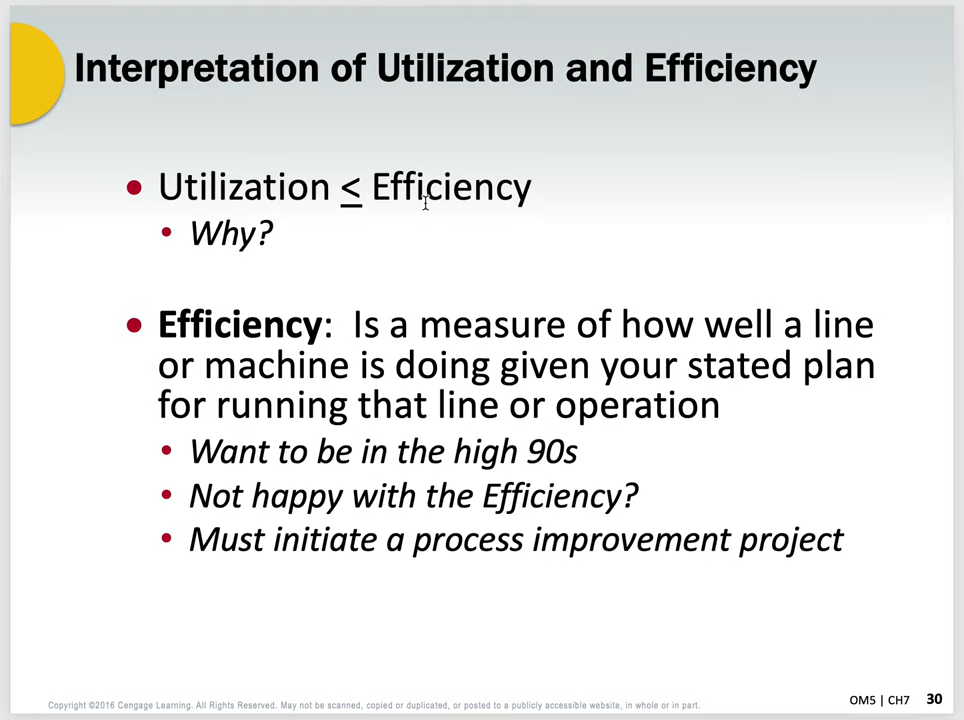 Interpretation of Utilization and Efficiency
• Utilization ≤ Efficiency
• Why?
• Efficiency: Is a measure of how well a line
or machine is doing given your stated plan
for running that line or operation
• Want to be in the high 90s
• Not happy with the Efficiency?
• Must initiate a process improvement project
Copyright ©2016 Cengage Learning. All Rights Reserved. May not be scanned, copied or duplicated, or posted to a publicly accessible website, in whole or in part.
OM5 | CH7 30